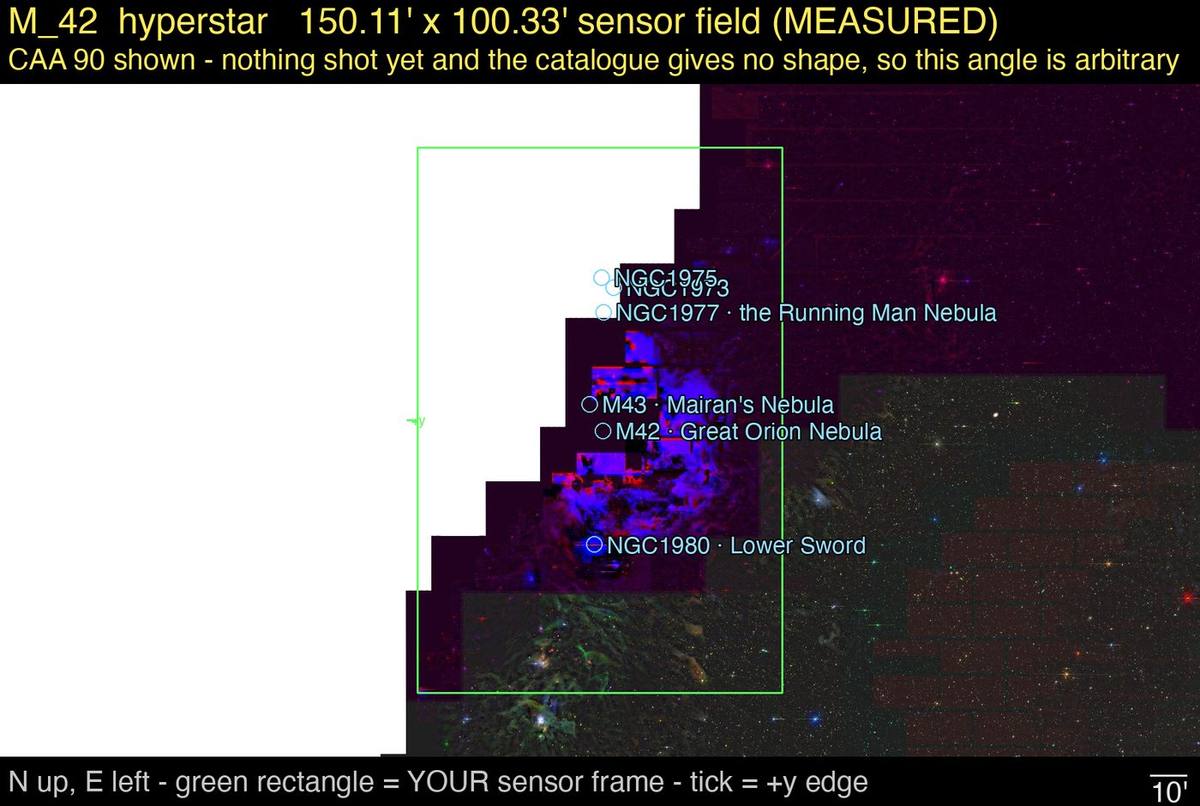 M_42 hyperstar 150.11' x 100.33' sensor field (MEASURED)
CAA 90 shown - nothing shot yet and the catalogue gives no shape, so this angle is arbitrary
NGC1975
NGC1973
NGC1977 · the Running Man Nebula
M43 · Mairan's Nebula
+y
M42 · Great Orion Nebula
NGC1980 · Lower Sword
N up, E left - green rectangle = YOUR sensor frame - tick = +y edge
10'